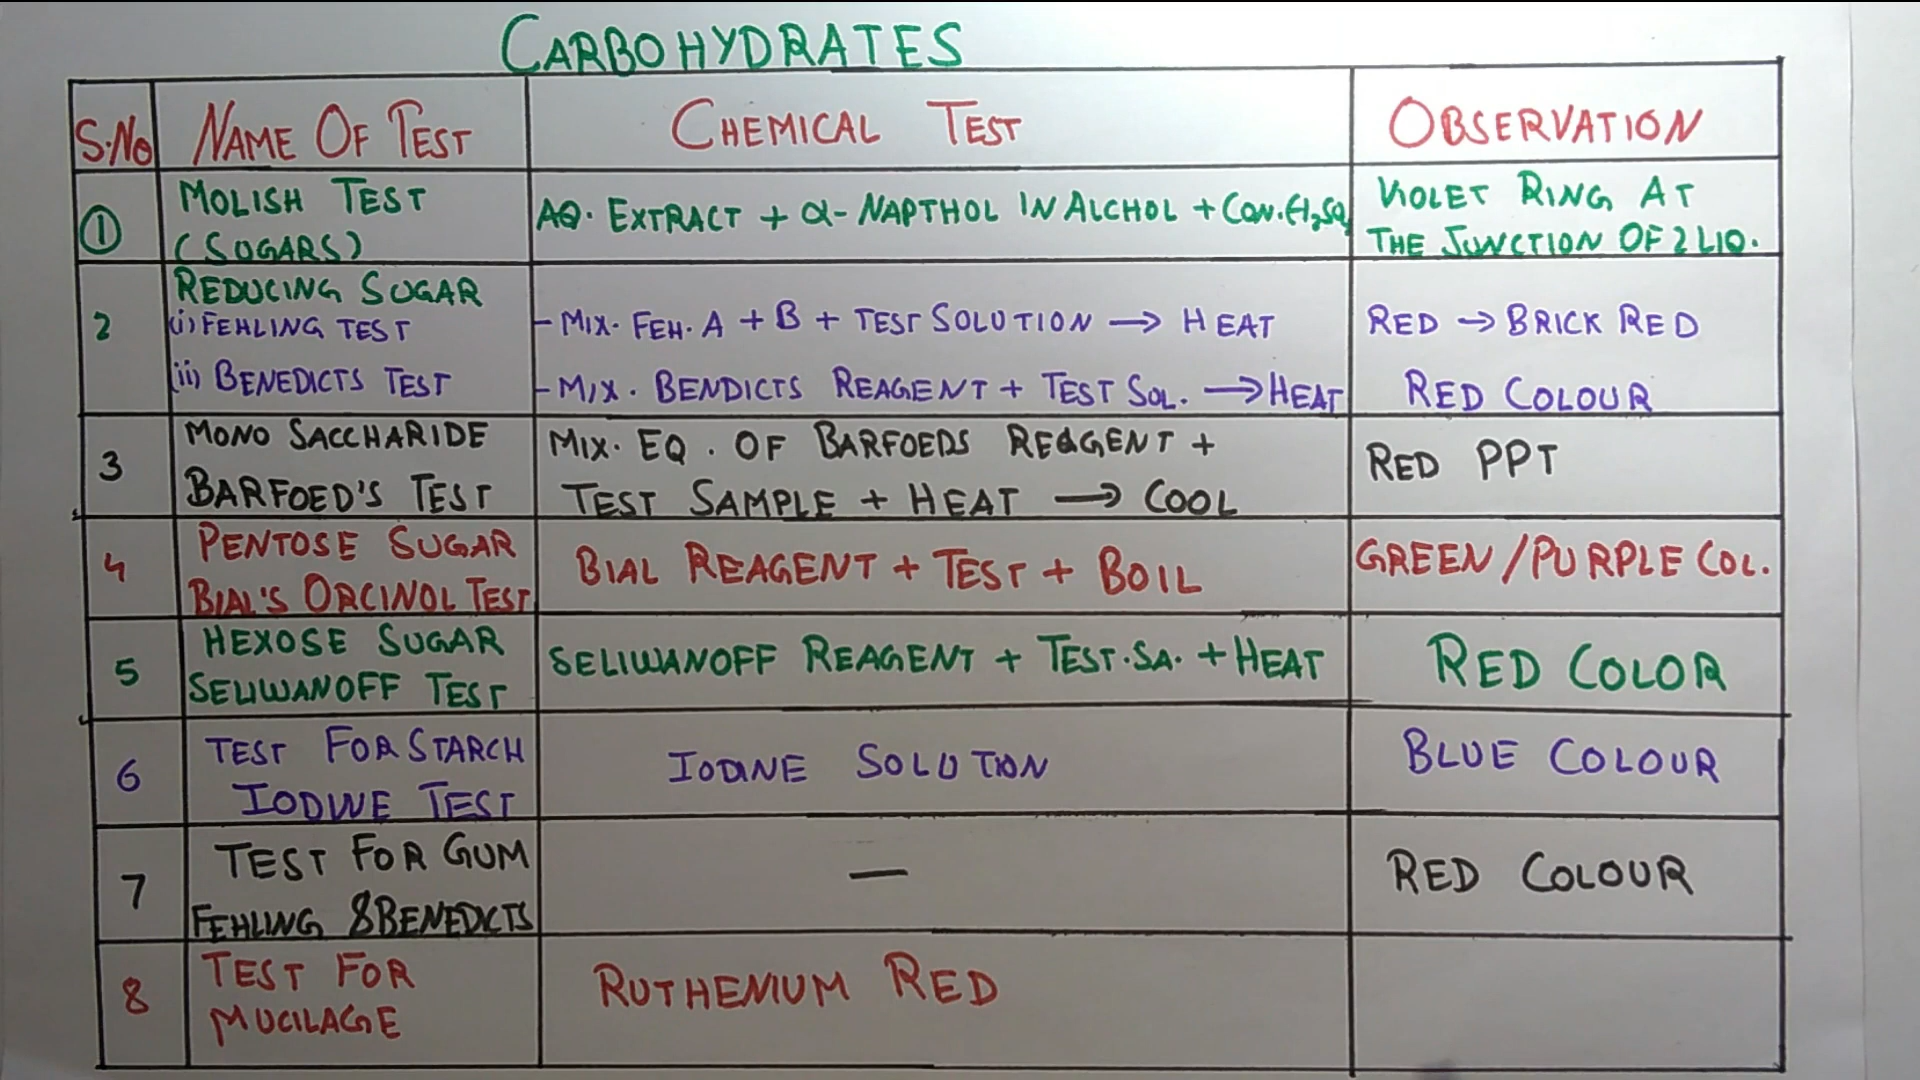 CARBOHYDRATES
S.NO NAME OF TEST CHEMICAL TEST OBSERVATION
① MOLISH TEST (SUGARS) AQ. EXTRACT + α-NAPTHOL IN ALCHOL + CON. H2SO4 VIOLET RING AT THE JUNCTION OF 2 LIQ.
2 REDUCING SUGAR
(i) FEHLING TEST - MIX. FEH. A + B + TEST SOLUTION → HEAT RED → BRICK RED
(ii) BENEDICTS TEST - MIX. BENDICTS REAGENT + TEST SOL. → HEAT RED COLOUR
3 MONO SACCHARIDE BARFOED'S TEST MIX. EQ. OF BARFOEDS REAGENT + TEST SAMPLE + HEAT → COOL RED PPT
4 PENTOSE SUGAR BIAL'S ORCINOL TEST BIAL REAGENT + TEST + BOIL GREEN/PURPLE COL.
5 HEXOSE SUGAR SELIWANOFF TEST SELIWANOFF REAGENT + TEST.SA. + HEAT RED COLOR
6 TEST FOR STARCH IODINE TEST IODINE SOLUTION BLUE COLOUR
7 TEST FOR GUM FEHLING & BENEDICTS — RED COLOUR
8 TEST FOR MUCILAGE RUTHENIUM RED